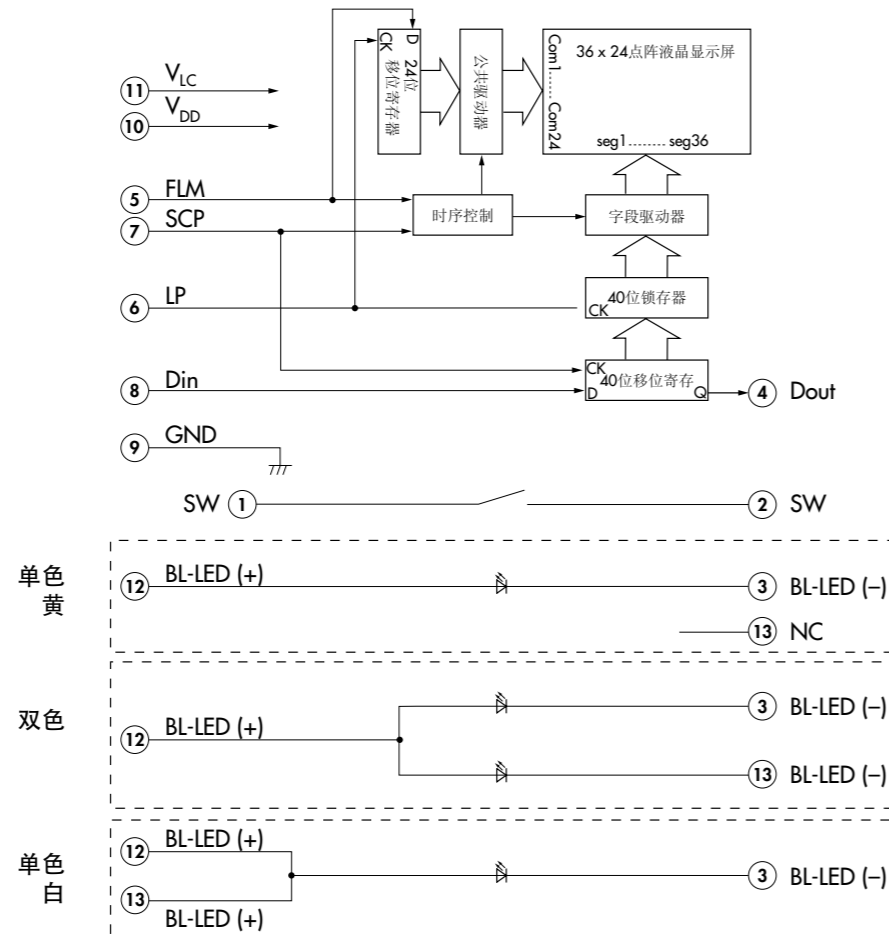 D
CK
24位
移位寄存器
公共驱动器
Com1......Com24
36 x 24点阵液晶显示屏
seg1........ seg36
11 VLC
10 VDD
5 FLM
7 SCP
时序控制
字段驱动器
6 LP
40位锁存器
CK
8 Din
CK
40位移位寄存
D
Q
4 Dout
9 GND
SW 1
2 SW
单色
黄
12 BL-LED (+)
3 BL-LED (–)
13 NC
双色
12 BL-LED (+)
3 BL-LED (–)
13 BL-LED (–)
单色
白
12 BL-LED (+)
13
BL-LED (+)
3 BL-LED (–)